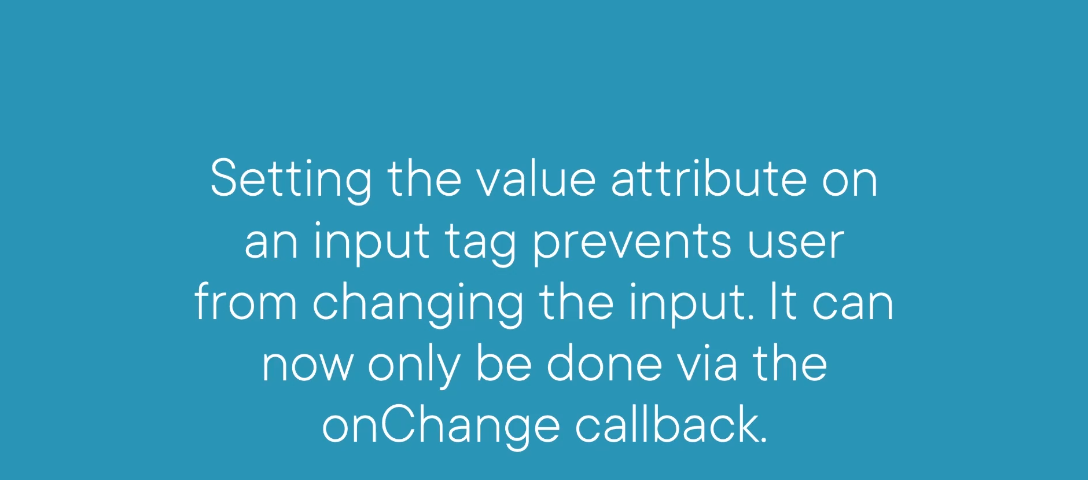 Setting the value attribute on
an input tag prevents user
from changing the input. It can
now only be done via the
onChange callback.